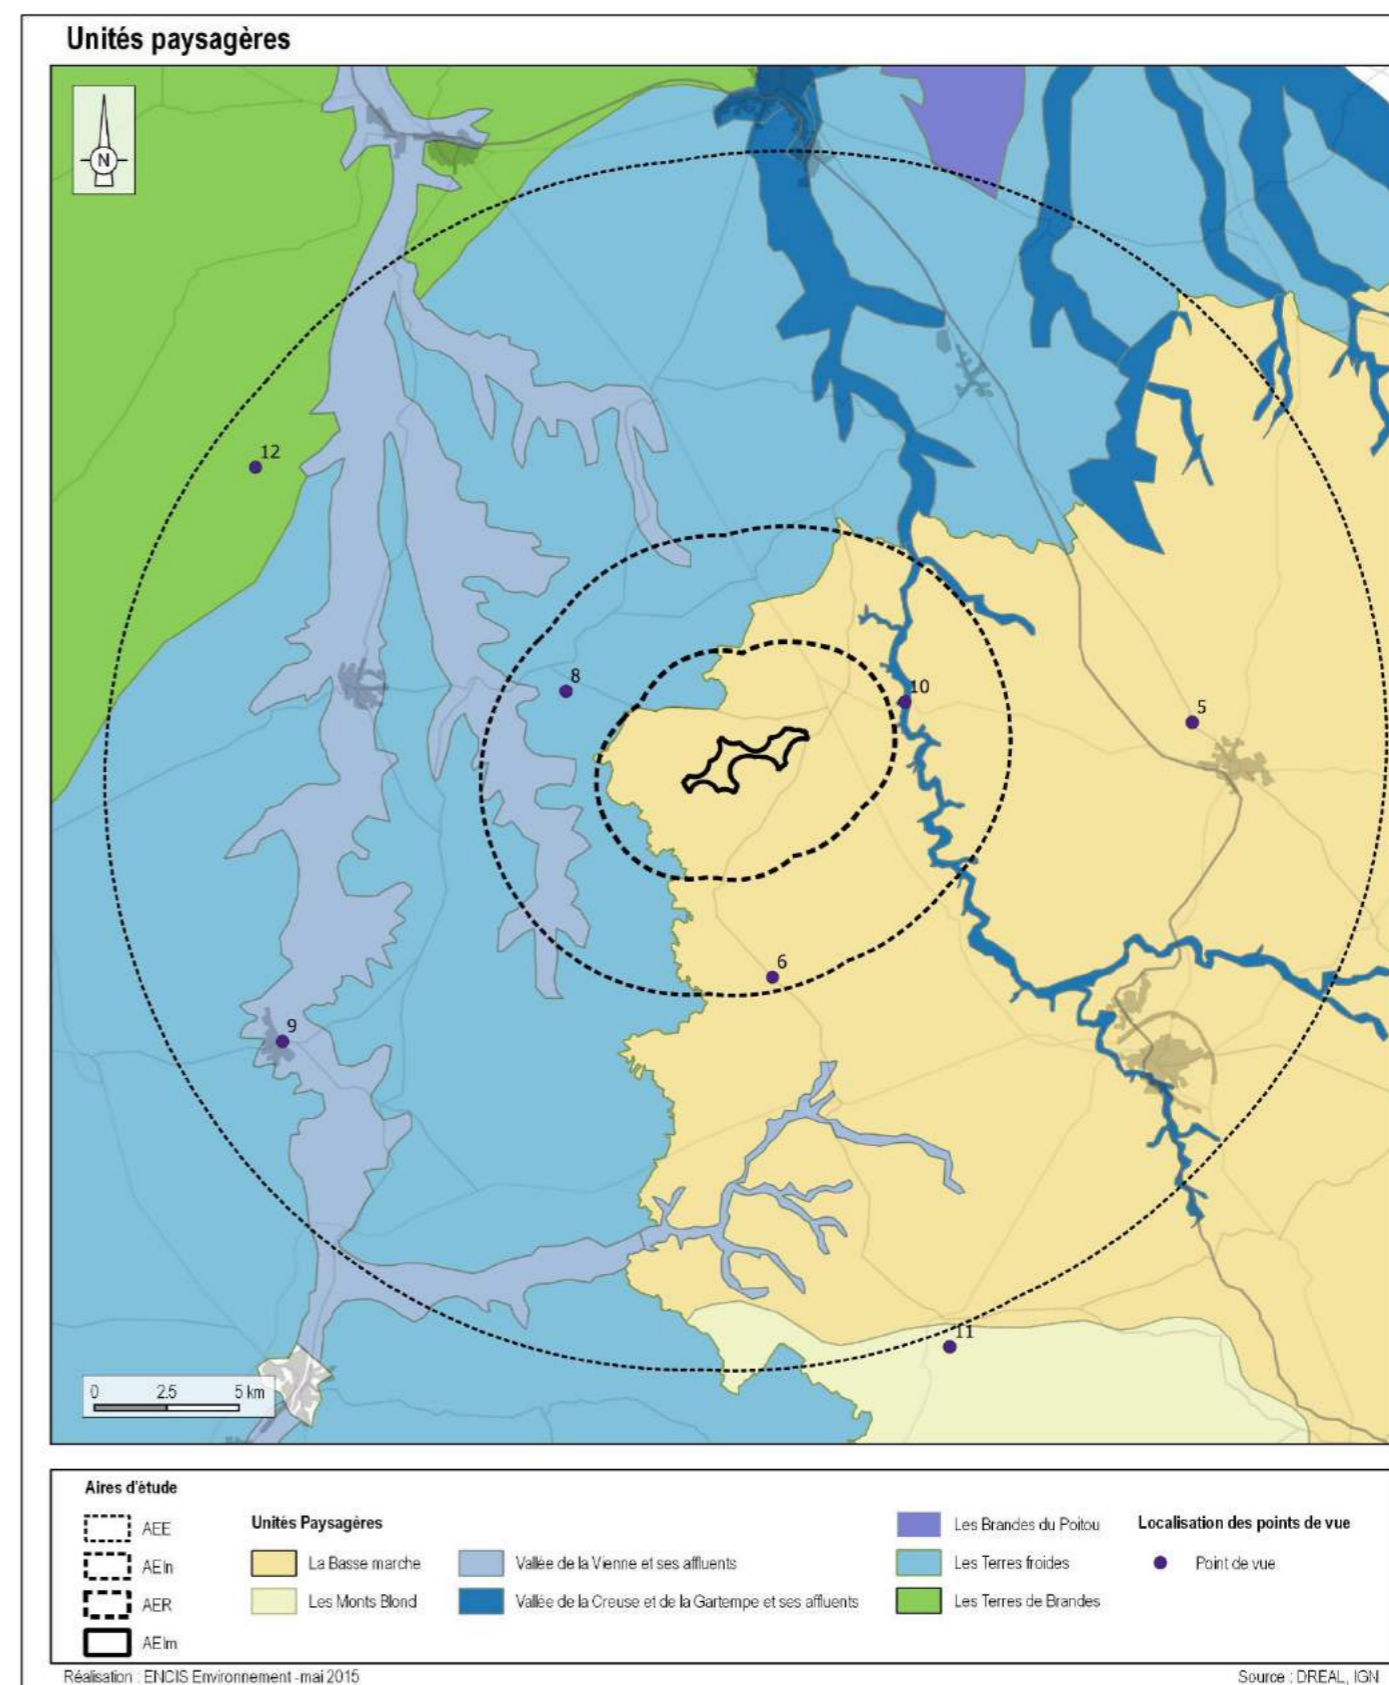 Unités paysagères
N
12
8
10
5
6
9
11
0 2.5 5 km
Aires d'étude
AEE
AEIn
AER
AEIm
Unités Paysagères
La Basse marche
Les Monts Blond
Vallée de la Vienne et ses affluents
Vallée de la Creuse et de la Gartempe et ses affluents
Les Brandes du Poitou
Les Terres froides
Les Terres de Brandes
Localisation des points de vue
Point de vue
Réalisation : ENCIS Environnement - mai 2015
Source : DREAL, IGN